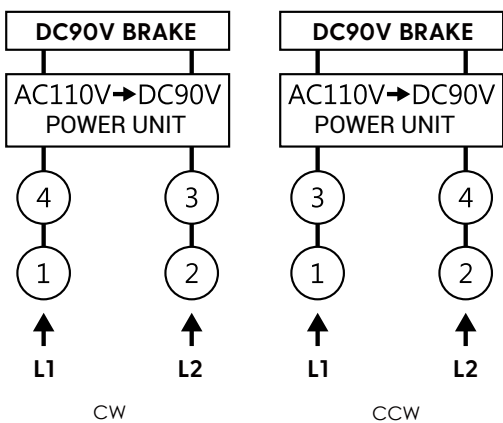 DC90V BRAKE
AC110V→DC90V
POWER UNIT
4 3
1 2
L1 L2
CW
DC90V BRAKE
AC110V→DC90V
POWER UNIT
3 4
1 2
L1 L2
CCW